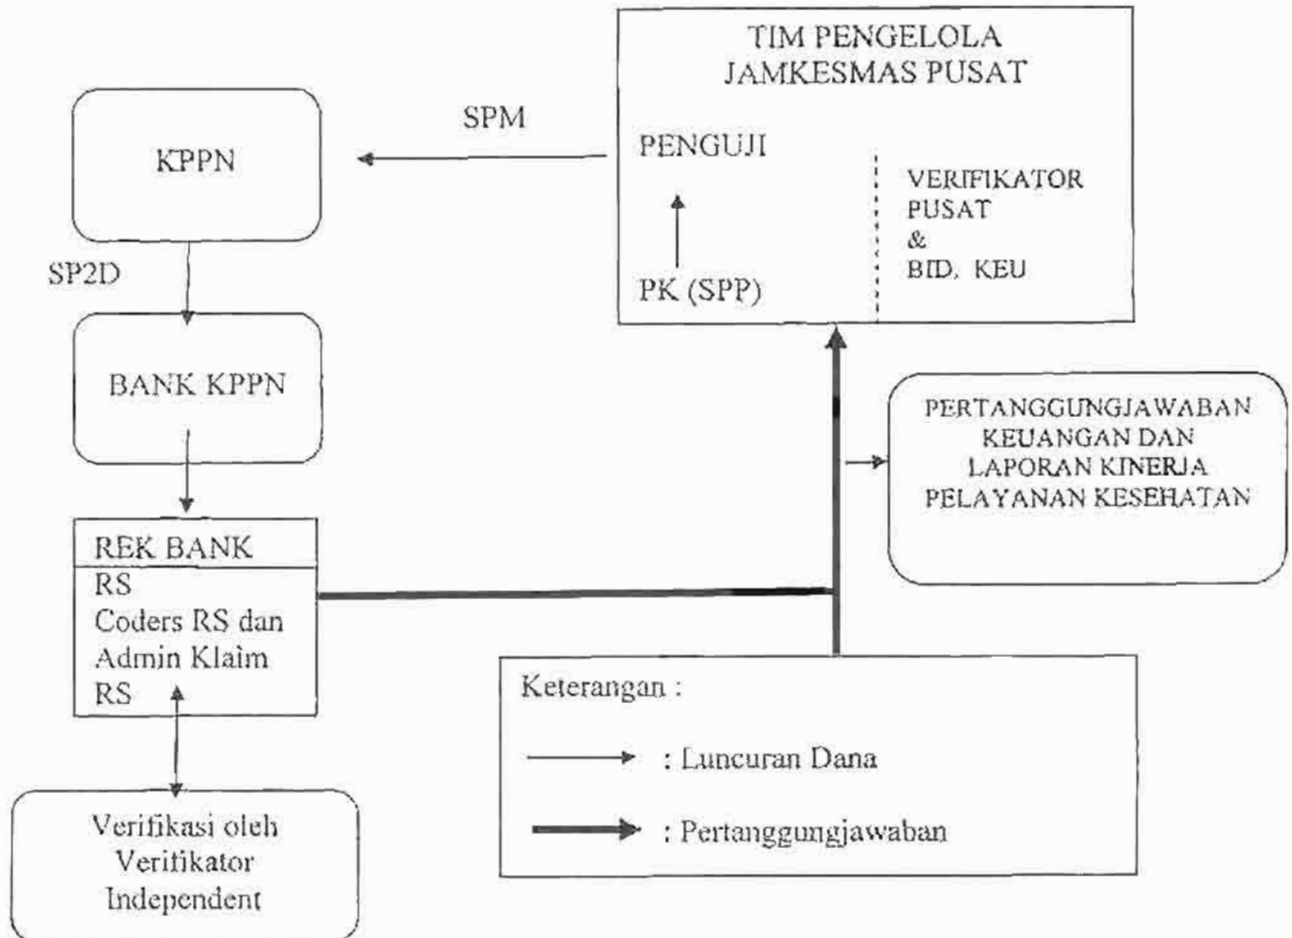 TIM PENGELOLA
JAMKESMAS PUSAT
SPM
KPPN
PENGUJI
VERIFIKATOR
PUSAT
&
BID. KEU
SP2D
PK (SPP)
BANK KPPN
PERTANGGUNGJAWABAN
KEUANGAN DAN
LAPORAN KINERJA
PELAYANAN KESEHATAN
REK BANK
RS
Coders RS dan
Admin Klaim
RS
Keterangan :
: Luncuran Dana
: Pertanggungjawaban
Verifikasi oleh
Verifikator
Independent